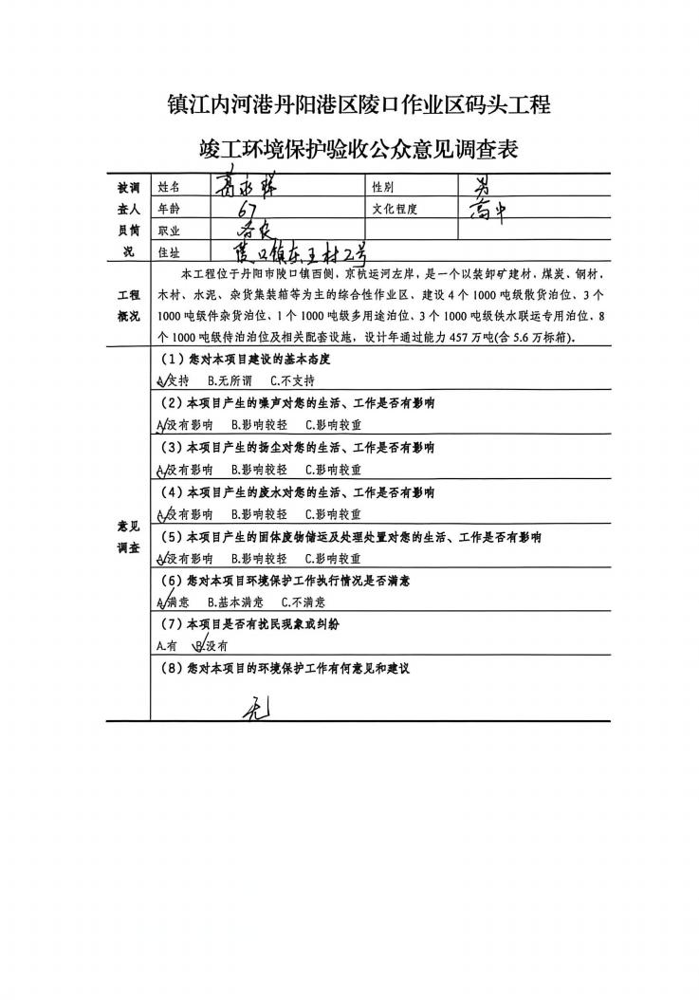 镇江内河港丹阳港区陵口作业区码头工程
竣工环境保护验收公众意见调查表
被调查人员简况
姓名 性别 男
年龄 67 文化程度 高中
职业 务农
住址 陵口镇东王村2号
工程概况
本工程位于丹阳市陵口镇西侧，京杭运河左岸，是一个以装卸矿建材，煤炭、钢材，
木材、水泥、杂货集装箱等为主的综合性作业区、建设 4 个 1000 吨级散货泊位、3 个
1000 吨级件杂货泊位、1 个 1000 吨级多用途泊位、3 个 1000 吨级铁水联运专用泊位、8
个 1000 吨级待泊泊位及相关配套设施，设计年通过能力 457 万吨(含 5.6 万标箱)。
意见调查
（1）您对本项目建设的基本态度
A.支持 B.无所谓 C.不支持
（2）本项目产生的噪声对您的生活、工作是否有影响
A.没有影响 B.影响较轻 C.影响较重
（3）本项目产生的扬尘对您的生活、工作是否有影响
A.没有影响 B.影响较轻 C.影响较重
（4）本项目产生的废水对您的生活、工作是否有影响
A.没有影响 B.影响较轻 C.影响较重
（5）本项目产生的固体废物储运及处理处置对您的生活、工作是否有影响
A.没有影响 B.影响较轻 C.影响较重
（6）您对本项目环境保护工作执行情况是否满意
A.满意 B.基本满意 C.不满意
（7）本项目是否有扰民现象或纠纷
A.有 B.没有
（8）您对本项目的环境保护工作有何意见和建议
无